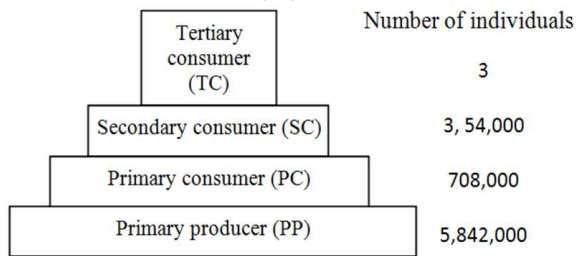 Number of individuals
Tertiary
consumer
(TC)
3
Secondary consumer (SC)
3, 54,000
Primary consumer (PC)
708,000
Primary producer (PP)
5,842,000